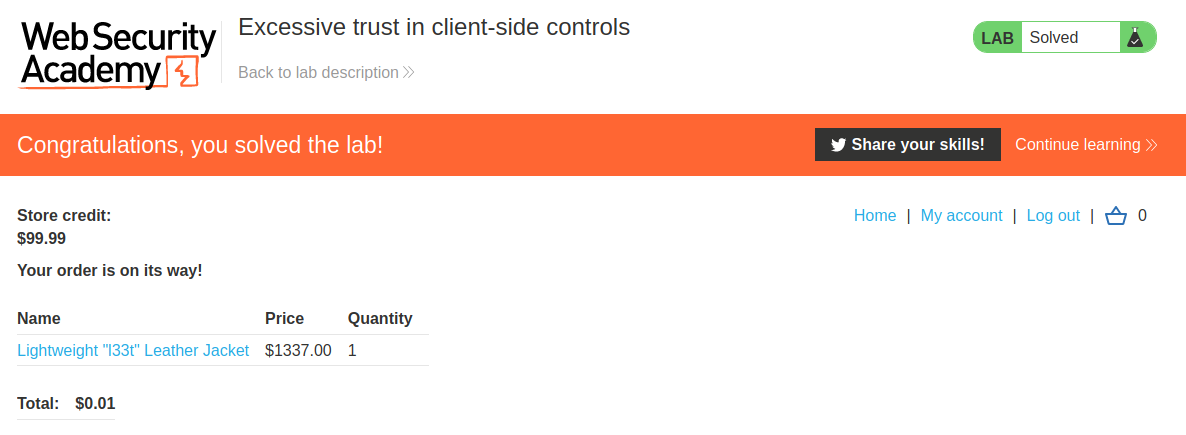 Web Security
Academy
Excessive trust in client-side controls
Back to lab description
LAB Solved
Congratulations, you solved the lab!
Share your skills! Continue learning
Store credit:
$99.99
Home | My account | Log out | 0
Your order is on its way!
Name Price Quantity
Lightweight "l33t" Leather Jacket $1337.00 1
Total: $0.01